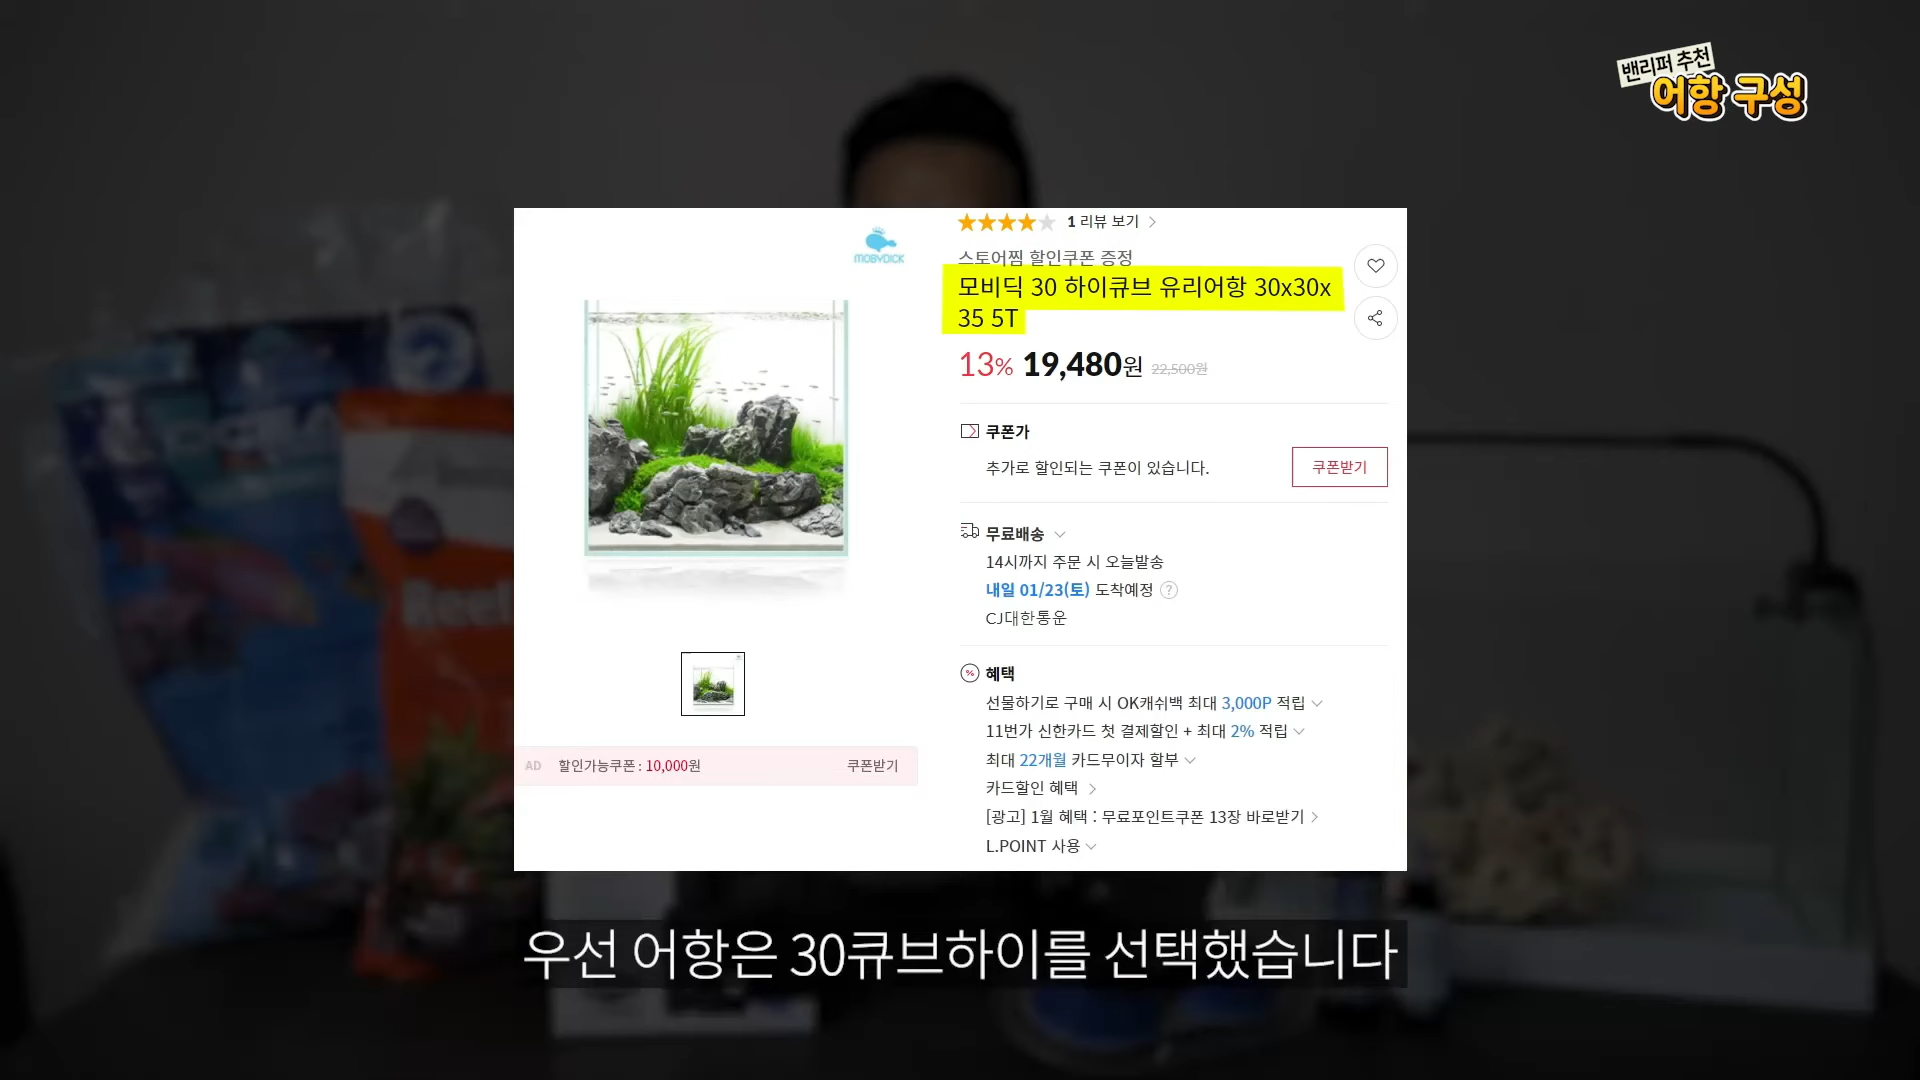 밴리퍼 추천
어항 구성
MOBYDICK
1 리뷰 보기
스토어찜 할인쿠폰 증정
모비딕 30 하이큐브 유리어항 30x30x
35 5T
13% 19,480원 22,500원
쿠폰가
추가로 할인되는 쿠폰이 있습니다.
쿠폰받기
무료배송
14시까지 주문 시 오늘발송
내일 01/23(토) 도착예정 ?
CJ대한통운
% 혜택
선물하기로 구매 시 OK캐쉬백 최대 3,000P 적립
11번가 신한카드 첫 결제할인 + 최대 2% 적립
최대 22개월 카드무이자 할부
카드할인 혜택
[광고] 1월 혜택 : 무료포인트쿠폰 13장 바로받기
L.POINT 사용
AD 할인가능쿠폰 : 10,000원 쿠폰받기
Reef
우선 어항은 30큐브하이를 선택했습니다